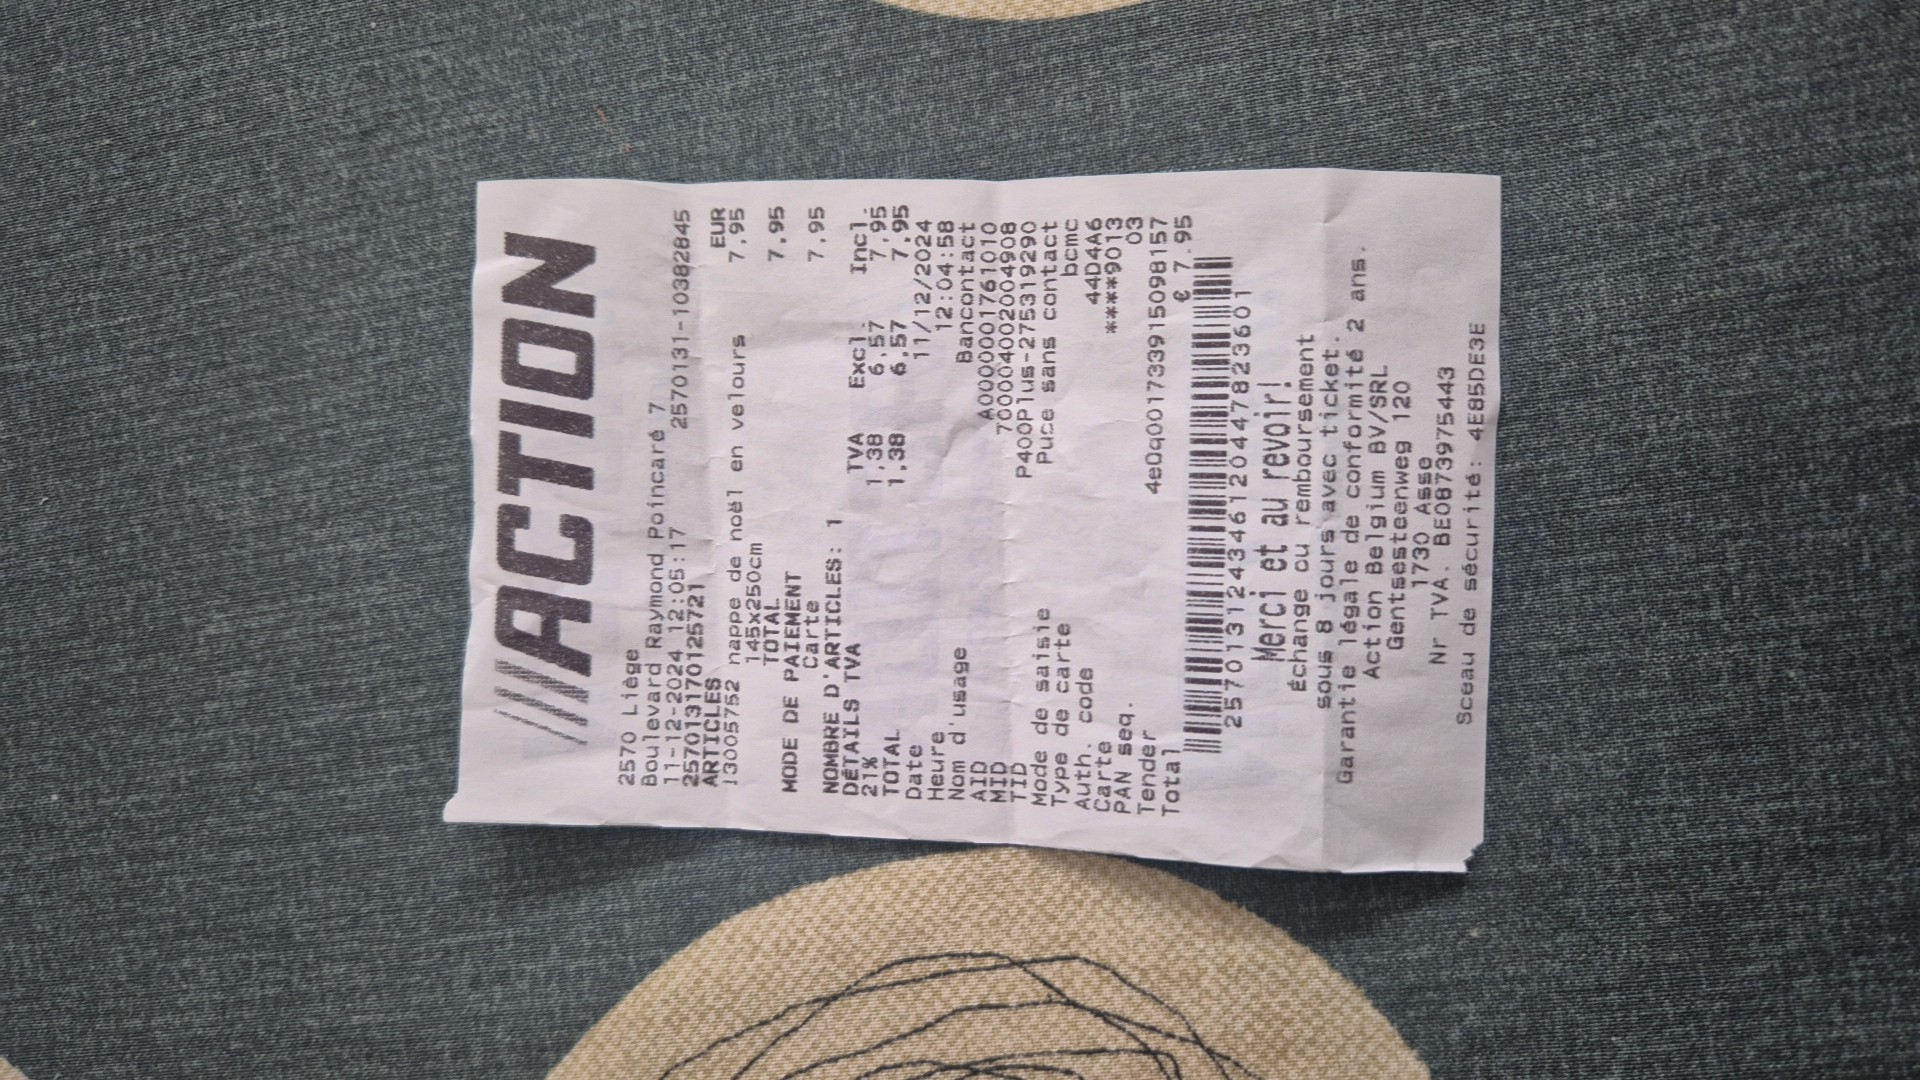 ///ACTION
2570 Liège
Boulevard Raymond Poincaré 7
11-12-2024 12:05:17 2570131-10382845
257013170125721
ARTICLES EUR
13005752 nappe de noël en velours 7,95
145x250cm
TOTAL 7,95
MODE DE PAIEMENT
Carte 7,95
NOMBRE D'ARTICLES: 1
DÉTAILS TVA TVA Excl. Incl.
21% 1,38 6,57 7,95
TOTAL 1,38 6,57 7,95
Date 11/12/2024
Heure 12:04:58
Nom d'usage Bancontact
AID A0000001761010
MID 700004002004908
TID P400Plus-275319290
Mode de saisie Puce sans contact
Type de carte bcmc
Auth. code 44D4A6
Carte ****9013
PAN seq. 03
Tender 4eQq001733915098157
Total € 7.95
2570131243461204478236​01
Merci et au revoir!
Échange ou remboursement
sous 8 jours avec ticket.
Garantie légale de conformité 2 ans.
Action Belgium BV/SRL
Gentsesteenweg 120
1730 Asse
Nr TVA. BE0873975443
Sceau de sécurité: 4E85DE3E